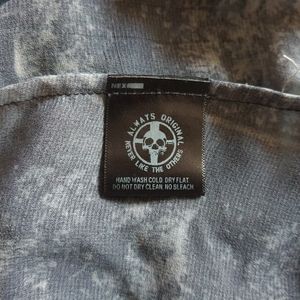 ALWAYS ORIGINAL
NEVER LIKE THE OTHERS
HAND WASH COLD. DRY FLAT
DO NOT DRY CLEAN. NO BLEACH.